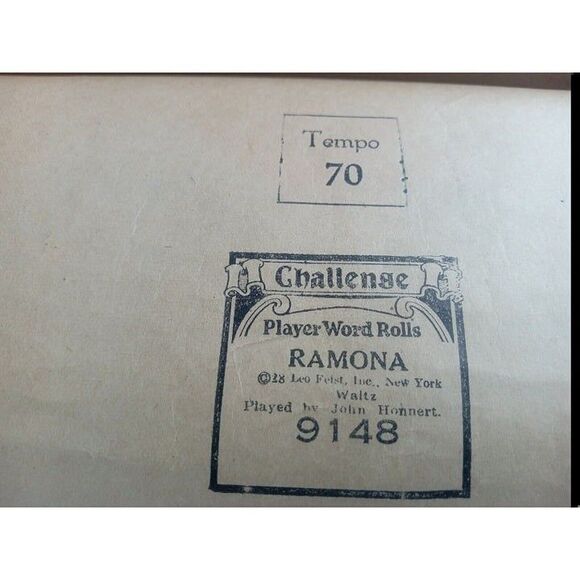 Tempo
70
Challenge
Player Word Rolls
RAMONA
©28 Leo Feist, Inc., New York
Waltz
Played by John Honnert.
9148